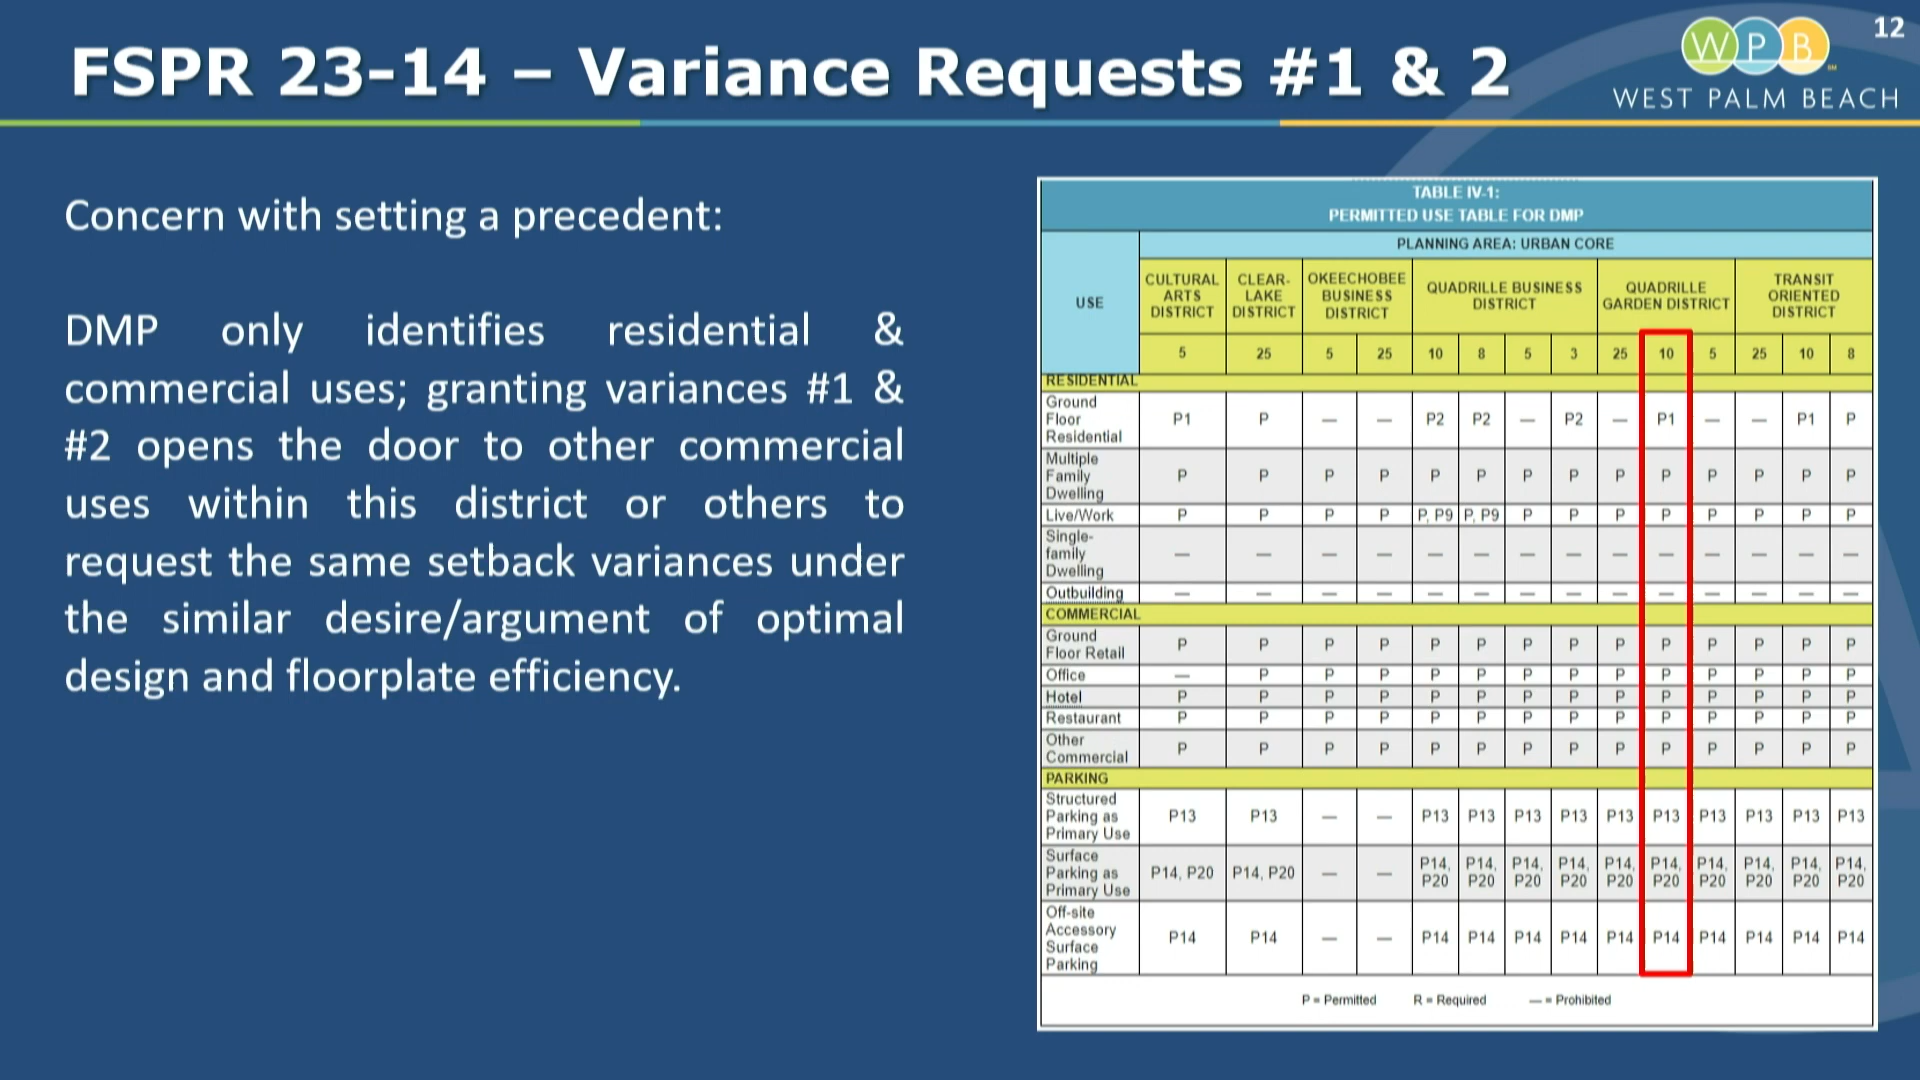 12
FSPR 23-14 – Variance Requests #1 & 2
WPB
WEST PALM BEACH
Concern with setting a precedent:
DMP only identifies residential &
commercial uses; granting variances #1 &
#2 opens the door to other commercial
uses within this district or others to
request the same setback variances under
the similar desire/argument of optimal
design and floorplate efficiency.
TABLE IV-1:
PERMITTED USE TABLE FOR DMP
PLANNING AREA: URBAN CORE
USE
CULTURAL ARTS DISTRICT CLEAR-LAKE DISTRICT OKEECHOBEE BUSINESS DISTRICT QUADRILLE BUSINESS DISTRICT QUADRILLE GARDEN DISTRICT TRANSIT ORIENTED DISTRICT
5 25 5 25 10 8 5 3 25 10 5 25 10 8
RESIDENTIAL
Ground Floor Residential P1 P — — P2 P2 — P2 — P1 — — P1 P
Multiple Family Dwelling P P P P P P P P P P P P P P
Live/Work P P P P P, P9 P, P9 P P P P P P P P
Single-family Dwelling — — — — — — — — — — — — — —
Outbuilding — — — — — — — — — — — — — —
COMMERCIAL
Ground Floor Retail P P P P P P P P P P P P P P
Office — P P P P P P P P P P P P P
Hotel P P P P P P P P P P P P P P
Restaurant P P P P P P P P P P P P P P
Other Commercial P P P P P P P P P P P P P P
PARKING
Structured Parking as Primary Use P13 P13 — — P13 P13 P13 P13 P13 P13 P13 P13 P13 P13
Surface Parking as Primary Use P14, P20 P14, P20 — — P14, P20 P14, P20 P14, P20 P14, P20 P14, P20 P14, P20 P14, P20 P14, P20 P14, P20 P14, P20
Off-site Accessory Surface Parking P14 P14 — — P14 P14 P14 P14 P14 P14 P14 P14 P14 P14
P = Permitted R = Required — = Prohibited